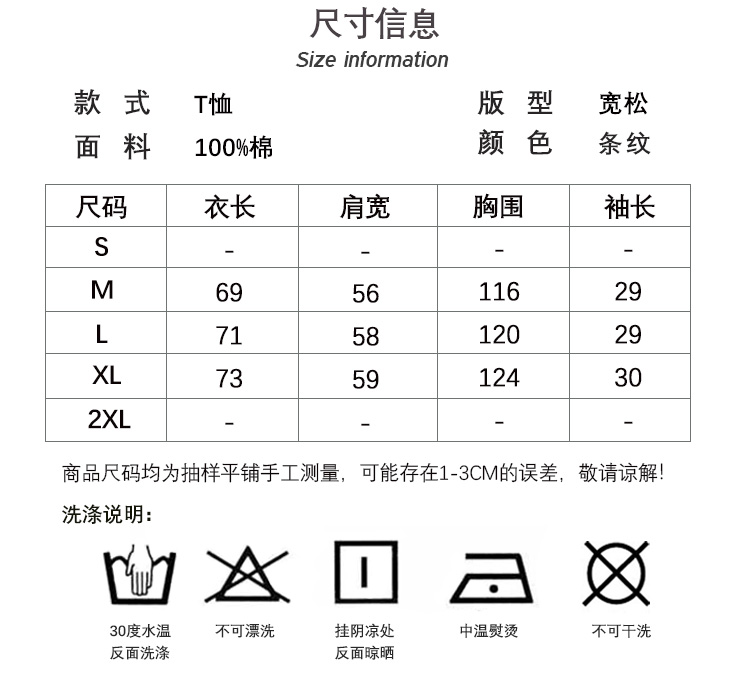 尺寸信息
Size information
款 式 T恤 版 型 宽松
面 料 100%棉 颜 色 条纹
尺码 衣长 肩宽 胸围 袖长
S - - - -
M 69 56 116 29
L 71 58 120 29
XL 73 59 124 30
2XL - - - -
商品尺码均为抽样平铺手工测量，可能存在1-3CM的误差，敬请谅解！
洗涤说明：
30度水温 不可漂洗 挂阴凉处 中温熨烫 不可干洗
反面洗涤 反面晾晒